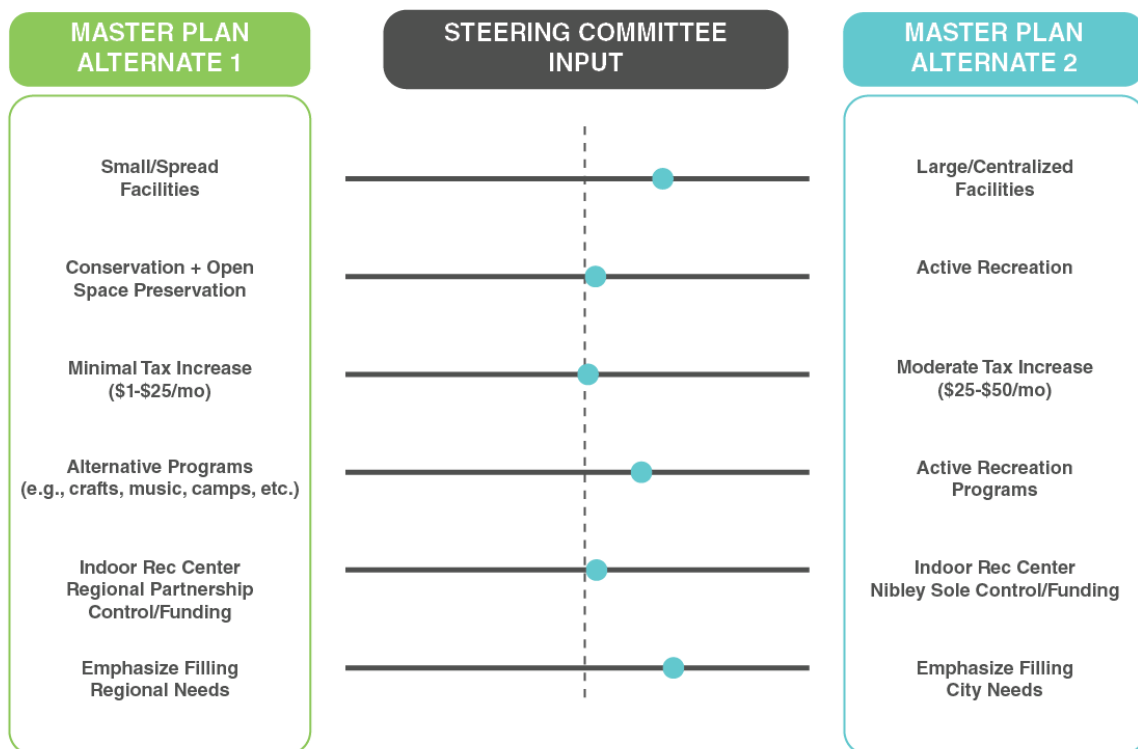 MASTER PLAN
ALTERNATE 1
STEERING COMMITTEE
INPUT
MASTER PLAN
ALTERNATE 2
Small/Spread
Facilities
Large/Centralized
Facilities
Conservation + Open
Space Preservation
Active Recreation
Minimal Tax Increase
($1-$25/mo)
Moderate Tax Increase
($25-$50/mo)
Alternative Programs
(e.g., crafts, music, camps, etc.)
Active Recreation
Programs
Indoor Rec Center
Regional Partnership
Control/Funding
Indoor Rec Center
Nibley Sole Control/Funding
Emphasize Filling
Regional Needs
Emphasize Filling
City Needs